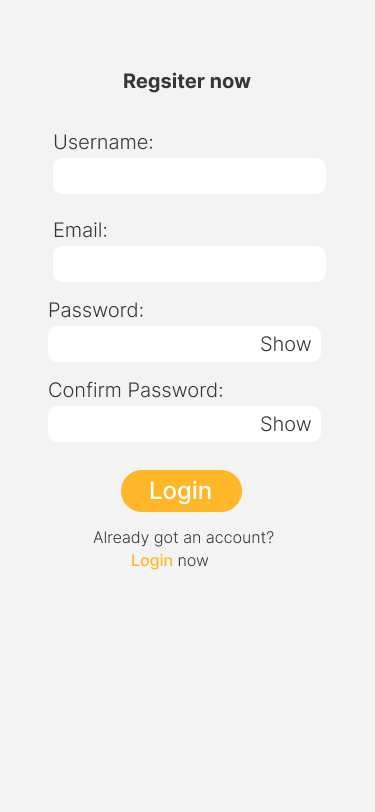 Regsiter now
Username:
Email:
Password:
Show
Confirm Password:
Show
Login
Already got an account?
Login now